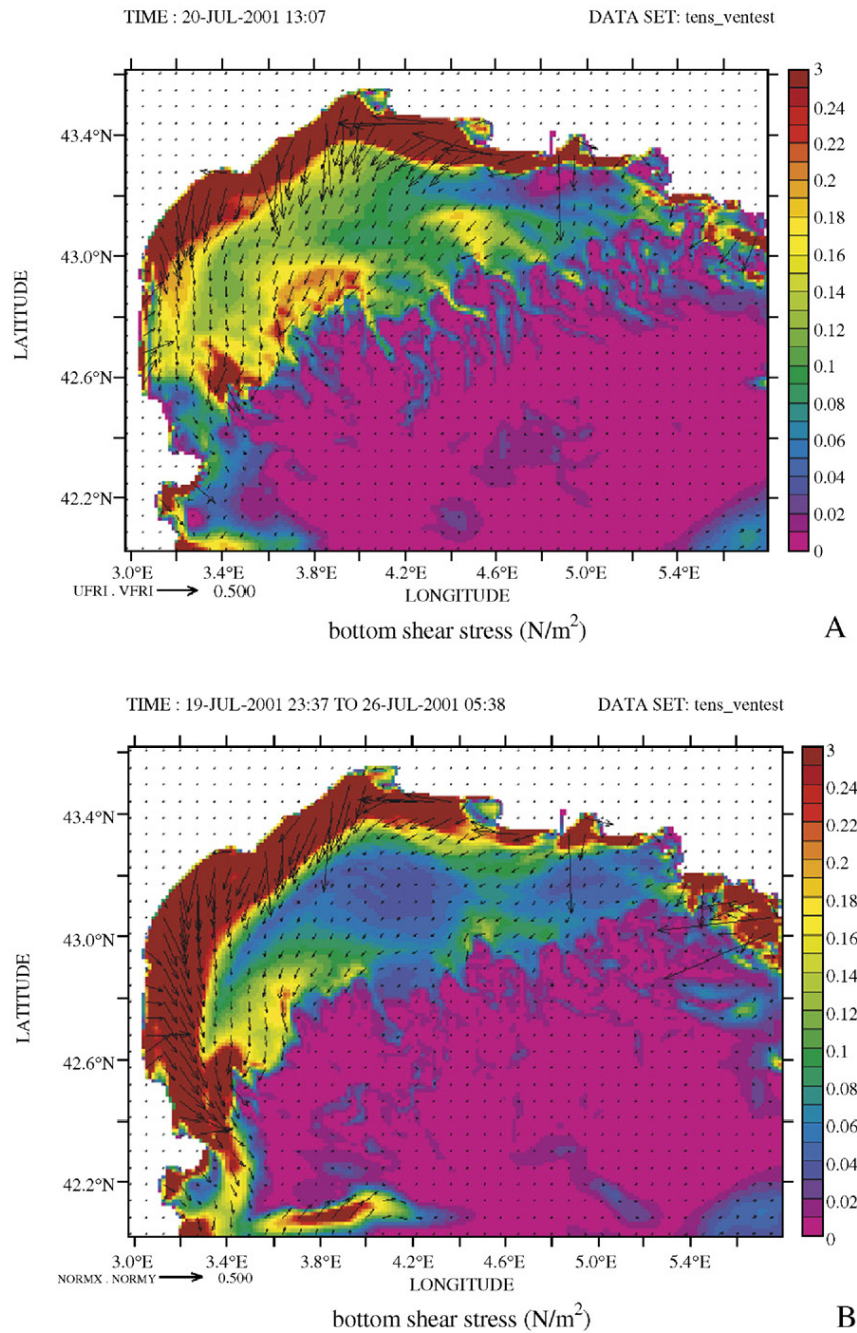 TIME : 20-JUL-2001 13:07 DATA SET: tens_ventest
3
0.24
0.22
0.2
0.18
0.16
0.14
0.12
0.1
0.08
0.06
0.04
0.02
0
43.4°N
43.0°N
42.6°N
42.2°N
LATITUDE
3.0°E 3.4°E 3.8°E 4.2°E 4.6°E 5.0°E 5.4°E
UFRI . VFRI 0.500 LONGITUDE
bottom shear stress (N/m²) A
TIME : 19-JUL-2001 23:37 TO 26-JUL-2001 05:38 DATA SET: tens_ventest
3
0.24
0.22
0.2
0.18
0.16
0.14
0.12
0.1
0.08
0.06
0.04
0.02
0
43.4°N
43.0°N
42.6°N
42.2°N
LATITUDE
3.0°E 3.4°E 3.8°E 4.2°E 4.6°E 5.0°E 5.4°E
NORMX . NORMY 0.500 LONGITUDE
bottom shear stress (N/m²) B